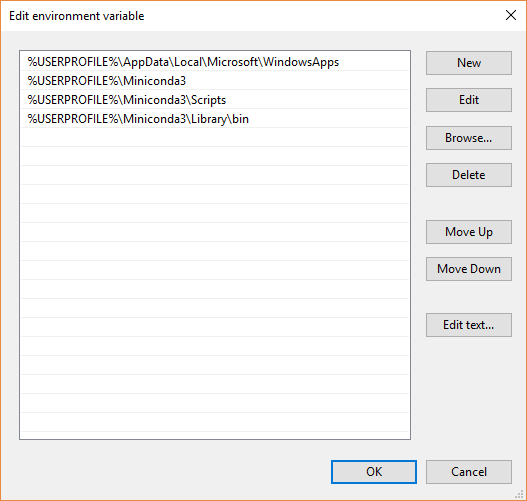 Edit environment variable
%USERPROFILE%\AppData\Local\Microsoft\WindowsApps
%USERPROFILE%\Miniconda3
%USERPROFILE%\Miniconda3\Scripts
%USERPROFILE%\Miniconda3\Library\bin
New
Edit
Browse...
Delete
Move Up
Move Down
Edit text...
OK
Cancel